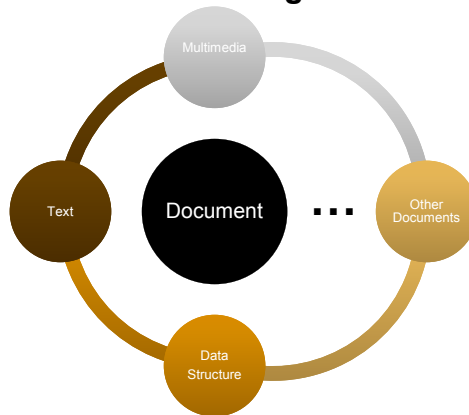 Multimedia
Text
Document
...
Other
Documents
Data
Structure